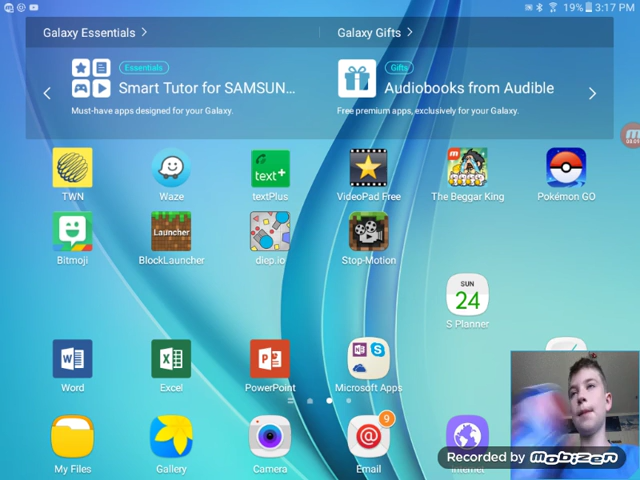 19% 3:17 PM
Galaxy Essentials
Galaxy Gifts
Essentials
Smart Tutor for SAMSUN...
Must-have apps designed for your Galaxy.
Gifts
Audiobooks from Audible
Free premium apps, exclusively for your Galaxy.
TWN
Waze
text+
textPlus
VideoPad Free
The Beggar King
Pokémon GO
Bitmoji
Launcher
BlockLauncher
diep.io
Stop-Motion
SUN
24
S Planner
Word
Excel
PowerPoint
Microsoft Apps
My Files
Gallery
Camera
9
Email
Internet
Recorded by Mobizen